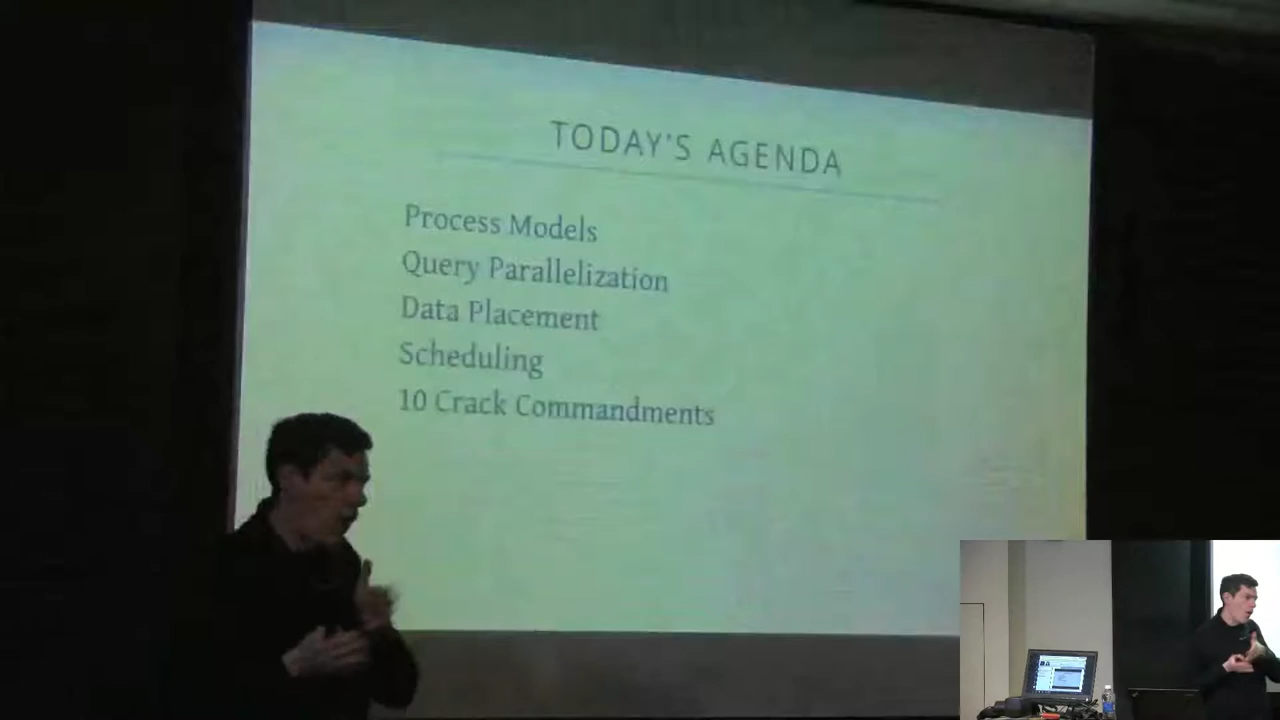 TODAY'S AGENDA
Process Models
Query Parallelization
Data Placement
Scheduling
10 Crack Commandments